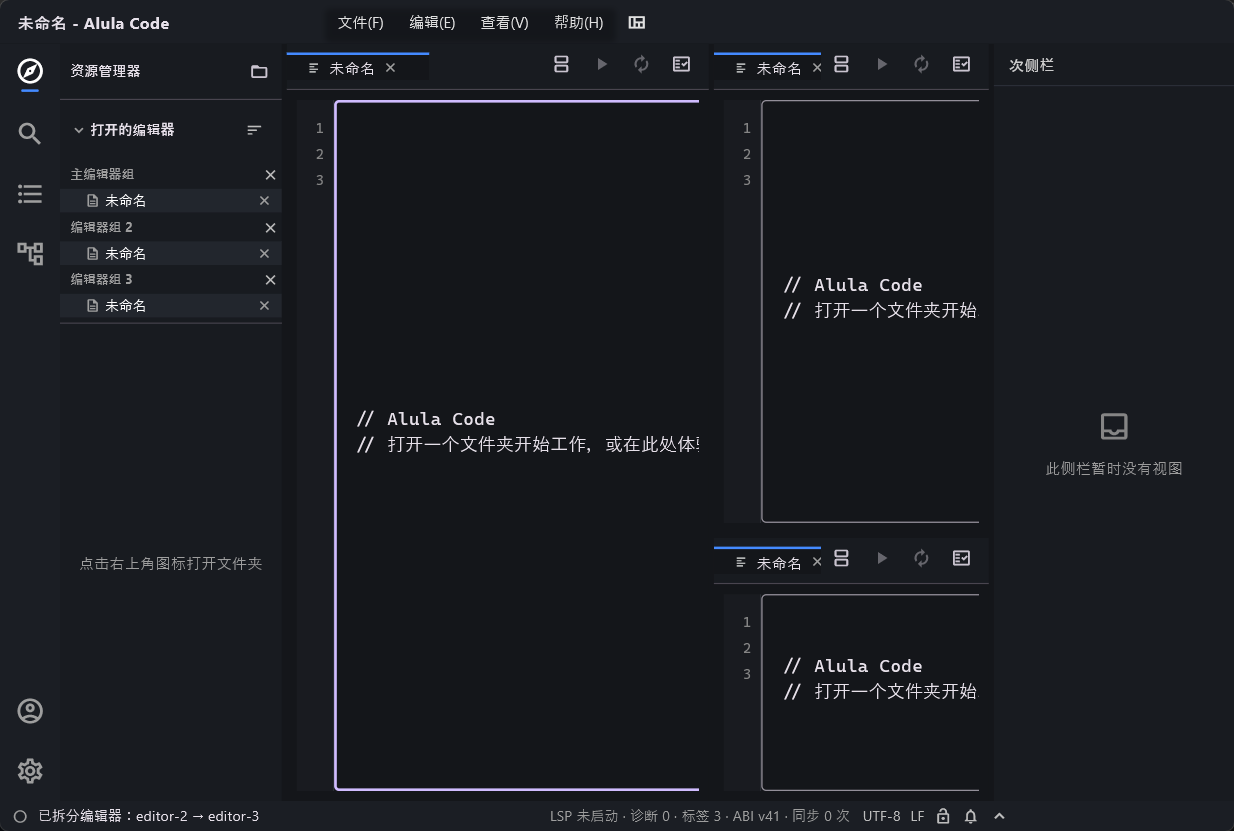 未命名 - Alula Code
文件(F) 编辑(E) 查看(V) 帮助(H)
资源管理器
打开的编辑器
主编辑器组
未命名
编辑器组 2
未命名
编辑器组 3
未命名
点击右上角图标打开文件夹
未命名
1
2
3
// Alula Code
// 打开一个文件夹开始工作, 或在此处体
未命名
1
2
3
// Alula Code
// 打开一个文件夹开始
未命名
1
2
3
// Alula Code
// 打开一个文件夹开始
次侧栏
此侧栏暂时没有视图
已拆分编辑器：editor-2 → editor-3
LSP 未启动 · 诊断 0 · 标签 3 · ABI v41 · 同步 0 次 UTF-8 LF